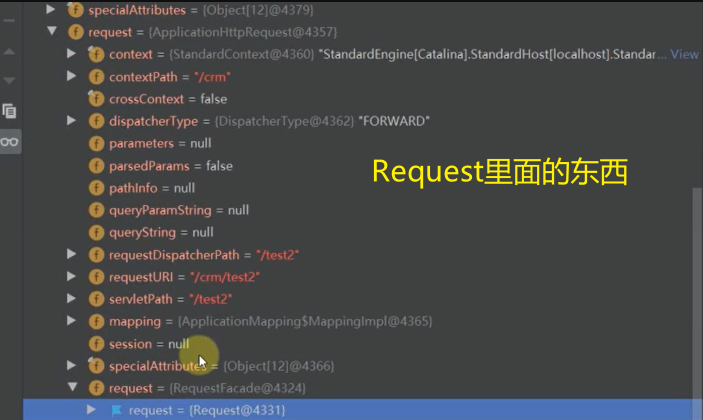 specialAttributes = {Object[12]@4379}
request = {ApplicationHttpRequest@4357}
context = {StandardContext@4360} "StandardEngine[Catalina].StandardHost[localhost].Standar... View
contextPath = "/crm"
crossContext = false
dispatcherType = {DispatcherType@4362} "FORWARD"
parameters = null
parsedParams = false
pathInfo = null
Request里面的东西
queryParamString = null
queryString = null
requestDispatcherPath = "/test2"
requestURI = "/crm/test2"
servletPath = "/test2"
mapping = {ApplicationMapping$MappingImpl@4365}
session = null
specialAttributes = {Object[12]@4366}
request = {RequestFacade@4324}
request = {Request@4331}